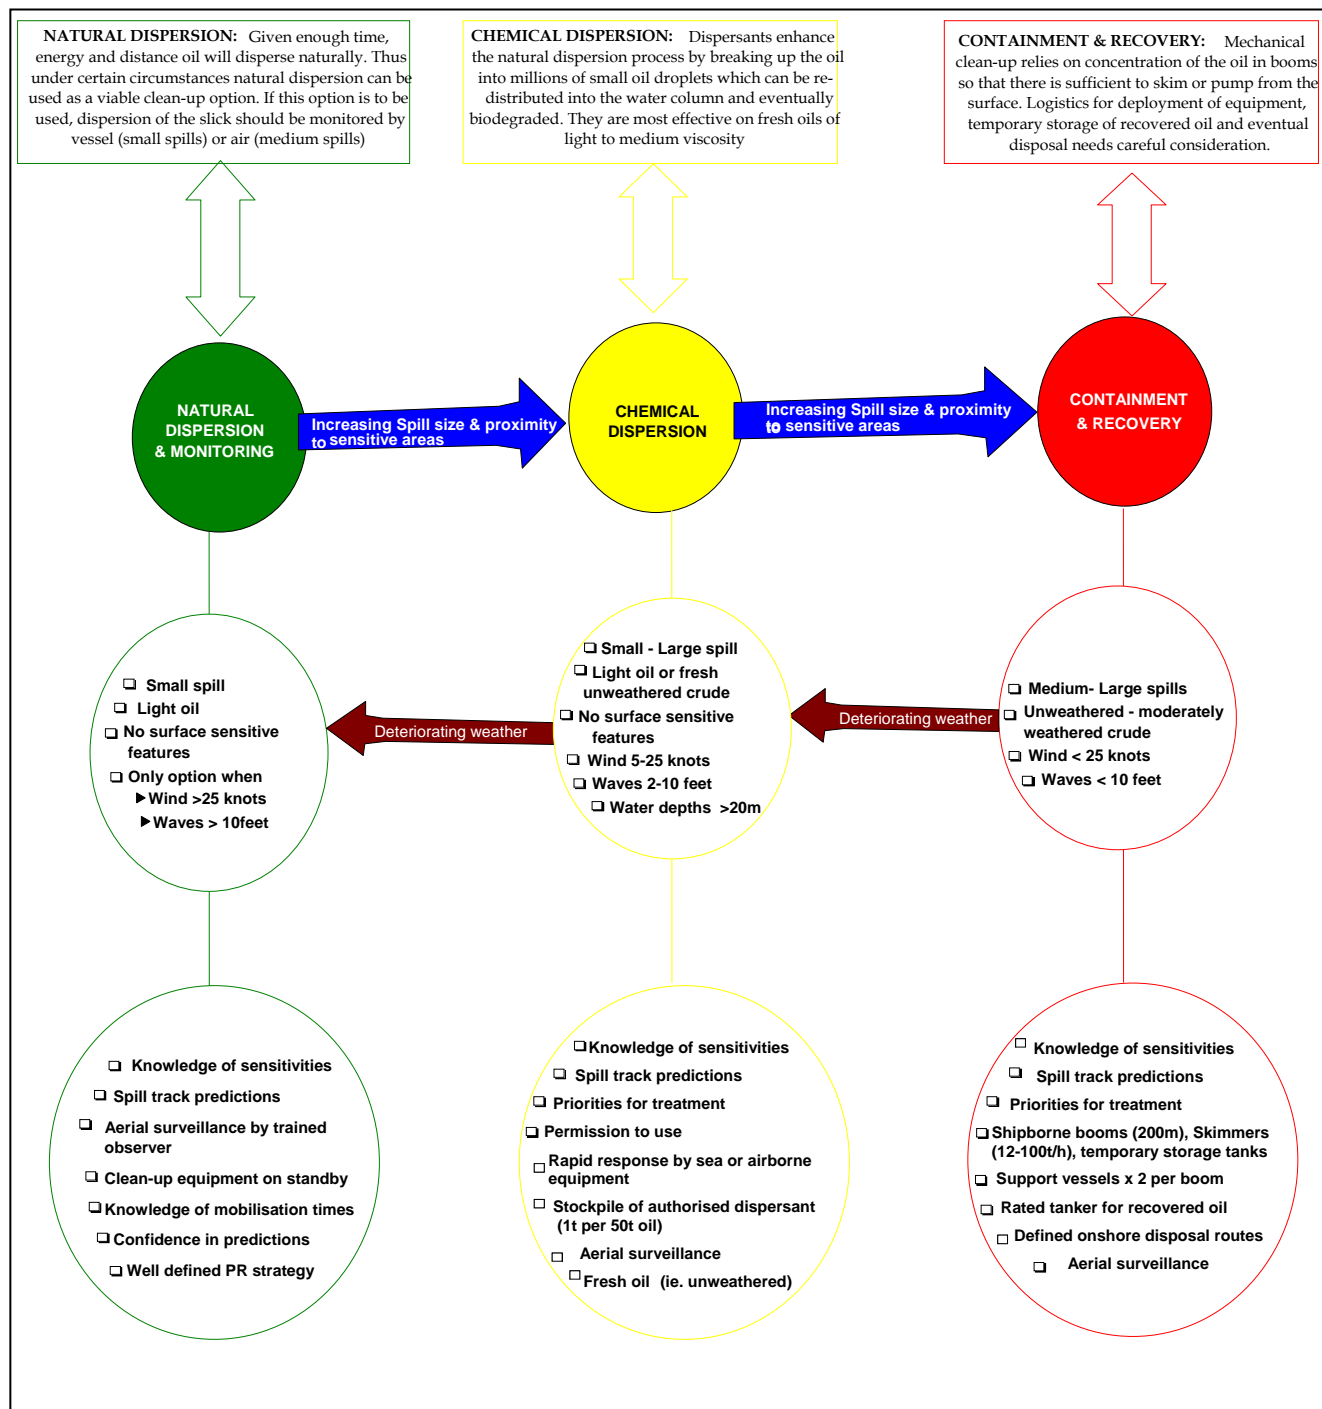 NATURAL DISPERSION: Given enough time,
energy and distance oil will disperse naturally. Thus
under certain circumstances natural dispersion can be
used as a viable clean-up option. If this option is to be
used, dispersion of the slick should be monitored by
vessel (small spills) or air (medium spills)
CHEMICAL DISPERSION: Dispersants enhance
the natural dispersion process by breaking up the oil
into millions of small oil droplets which can be re-
distributed into the water column and eventually
biodegraded. They are most effective on fresh oils of
light to medium viscosity
CONTAINMENT & RECOVERY: Mechanical
clean-up relies on concentration of the oil in booms
so that there is sufficient to skim or pump from the
surface. Logistics for deployment of equipment,
temporary storage of recovered oil and eventual
disposal needs careful consideration.
NATURAL
DISPERSION
& MONITORING
Increasing Spill size & proximity
to sensitive areas
CHEMICAL
DISPERSION
Increasing Spill size & proximity
to sensitive areas
CONTAINMENT
& RECOVERY
❑ Small spill
❑ Light oil
❑ No surface sensitive
features
❑ Only option when
▶ Wind >25 knots
▶ Waves > 10feet
Deteriorating weather
❑ Small - Large spill
❑ Light oil or fresh
unweathered crude
❑ No surface sensitive
features
❑ Wind 5-25 knots
❑ Waves 2-10 feet
❑ Water depths >20m
Deteriorating weather
❑ Medium- Large spills
❑ Unweathered - moderately
weathered crude
❑ Wind < 25 knots
❑ Waves < 10 feet
❑ Knowledge of sensitivities
❑ Spill track predictions
❑ Aerial surveillance by trained
observer
❑ Clean-up equipment on standby
❑ Knowledge of mobilisation times
❑ Confidence in predictions
❑ Well defined PR strategy
❑ Knowledge of sensitivities
❑ Spill track predictions
❑ Priorities for treatment
❑ Permission to use
❑ Rapid response by sea or airborne
equipment
❑ Stockpile of authorised dispersant
(1t per 50t oil)
❑ Aerial surveillance
❑ Fresh oil (ie. unweathered)
❑ Knowledge of sensitivities
❑ Spill track predictions
❑ Priorities for treatment
❑ Shipborne booms (200m), Skimmers
(12-100t/h), temporary storage tanks
❑ Support vessels x 2 per boom
❑ Rated tanker for recovered oil
❑ Defined onshore disposal routes
❑ Aerial surveillance